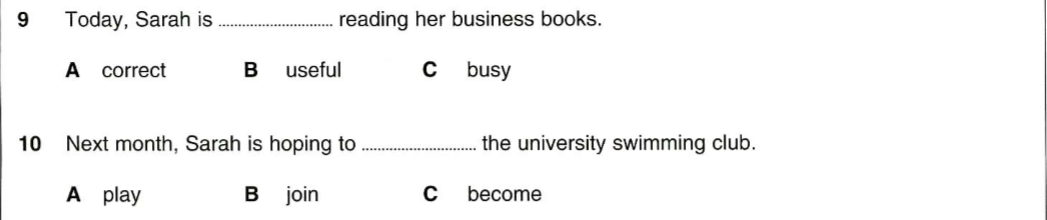 9 Today, Sarah is ............................ reading her business books.
A correct B useful C busy
10 Next month, Sarah is hoping to ............................ the university swimming club.
A play B join C become